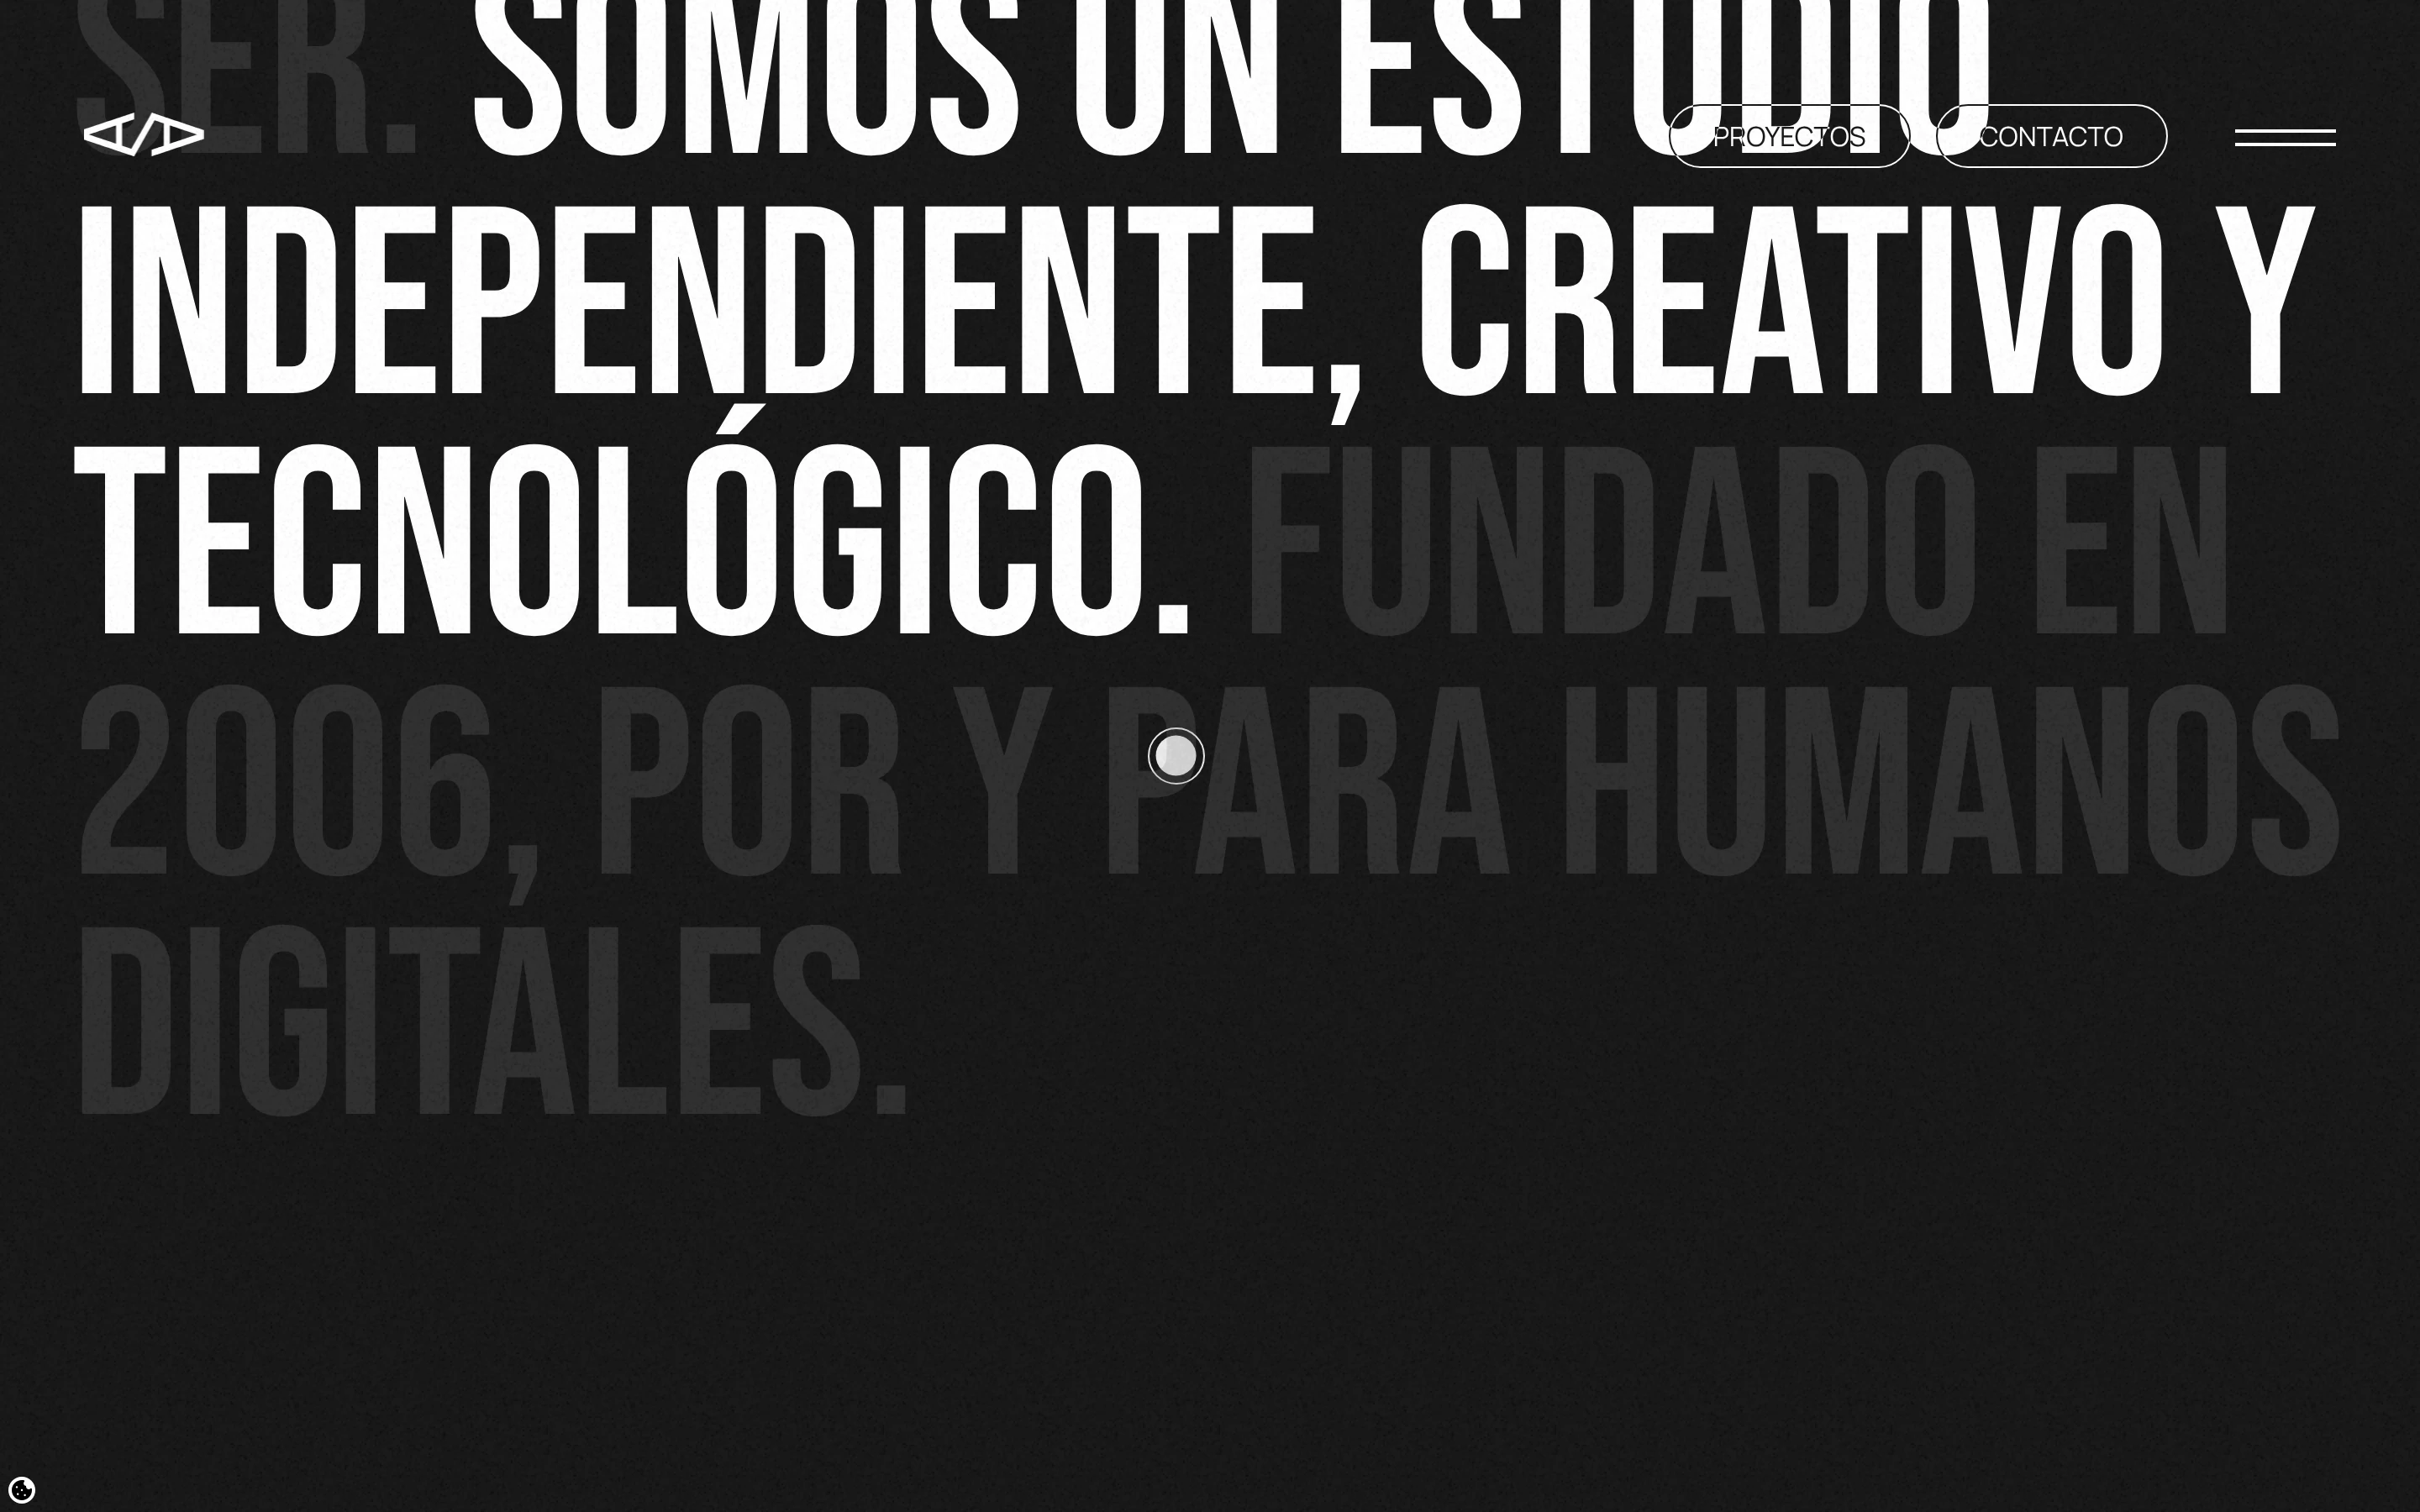 SER. SOMOS UN ESTUDIO
PROYECTOS
CONTACTO
INDEPENDIENTE, CREATIVO Y
TECNOLÓGICO. FUNDADO EN
2006, POR Y PARA HUMANOS
DIGITALES.